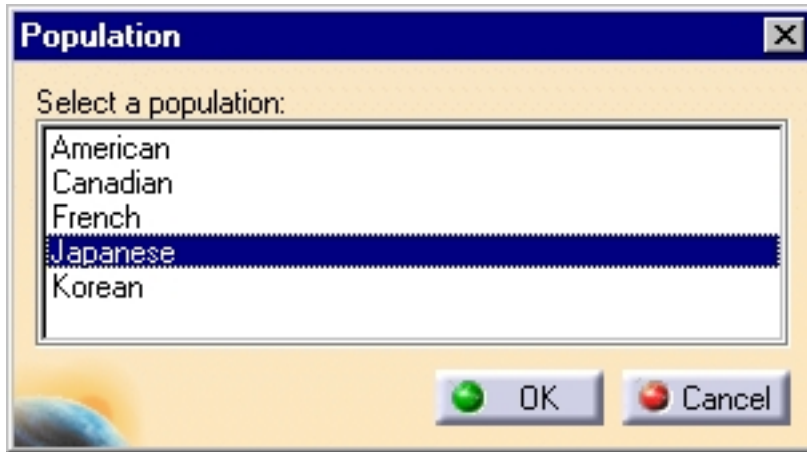 Population
Select a population:
American
Canadian
French
Japanese
Korean
OK Cancel